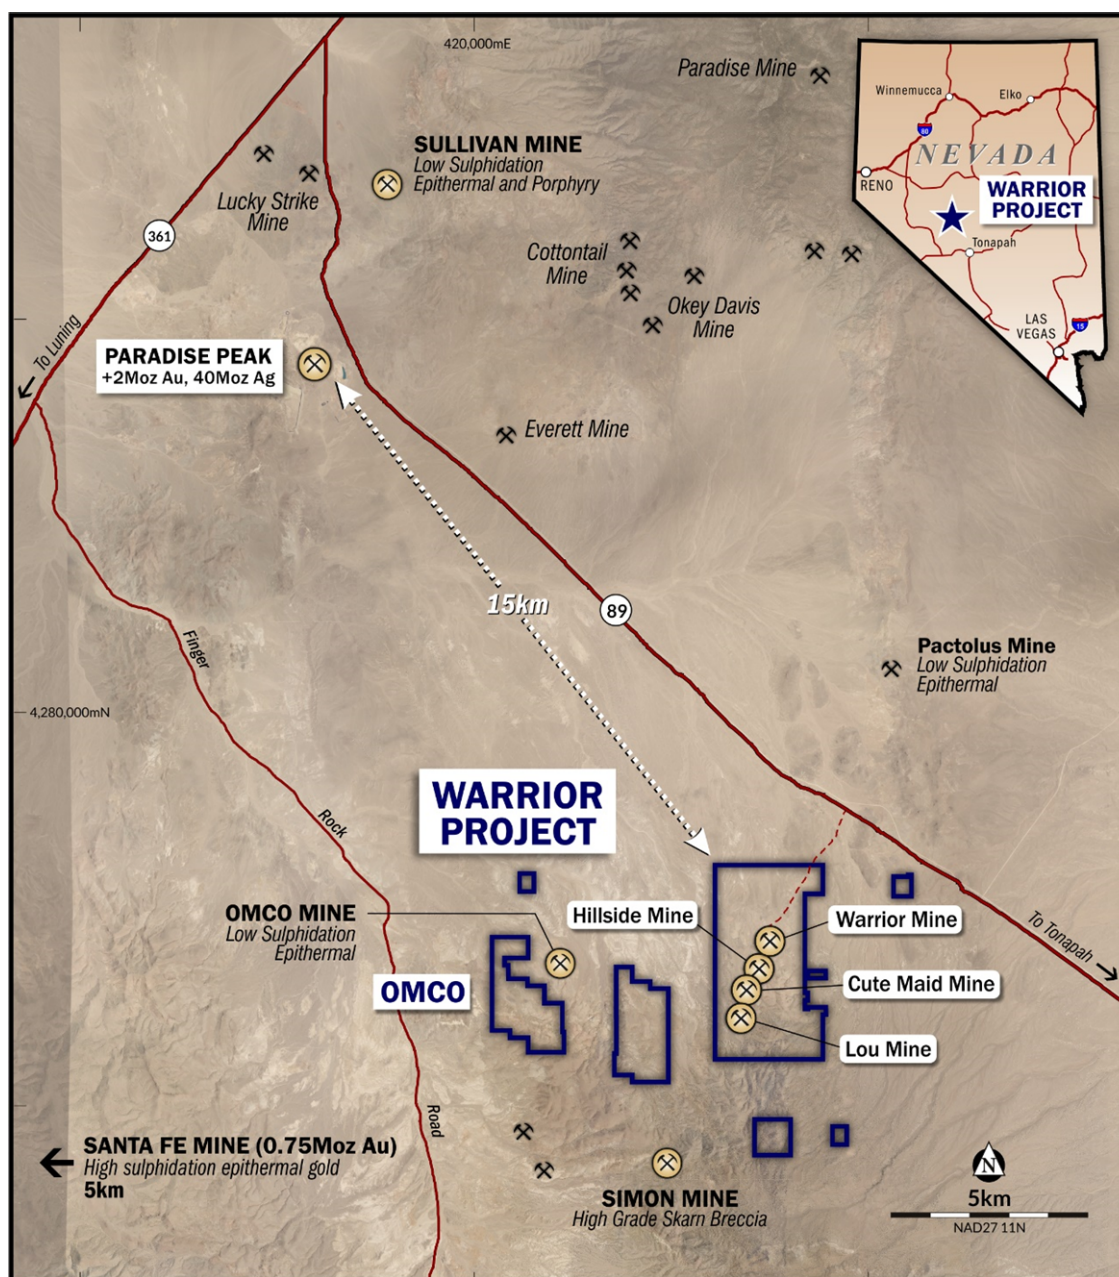 420,000mE
Paradise Mine
SULLIVAN MINE
Low Sulphidation
Epithermal and Porphyry
Lucky Strike
Mine
361
Cottontail
Mine
Okey Davis
Mine
To Luning
PARADISE PEAK
+2Moz Au, 40Moz Ag
Everett Mine
Winnemucca
Elko
80
NEVADA
RENO
WARRIOR
PROJECT
Tonapah
LAS
VEGAS
15
15km
89
Finger
Pactolus Mine
Low Sulphidation
Epithermal
4,280,000mN
WARRIOR
PROJECT
Rock
OMCO MINE
Low Sulphidation
Epithermal
Hillside Mine
Warrior Mine
To Tonapah
OMCO
Cute Maid Mine
Lou Mine
Road
SANTA FE MINE (0.75Moz Au)
High sulphidation epithermal gold
5km
SIMON MINE
High Grade Skarn Breccia
N
5km
NAD27 11N